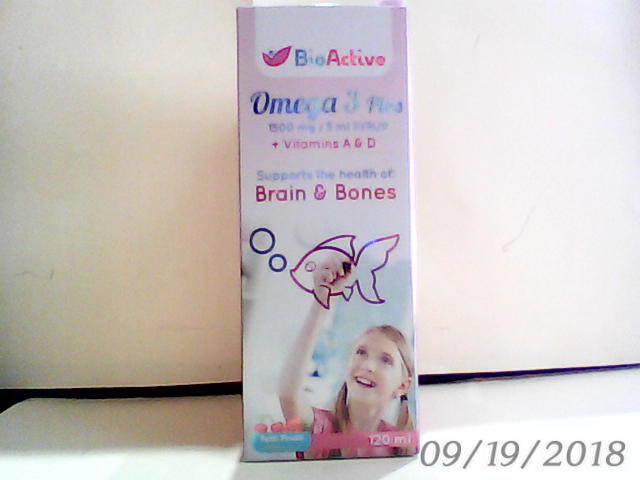 BioActive
Omega 3 Plus
1500 mg / 5 ml SYRUP
+ Vitamins A & D
Supports the health of:
Brain & Bones
Tutti Frutti
120 ml
09/19/2018